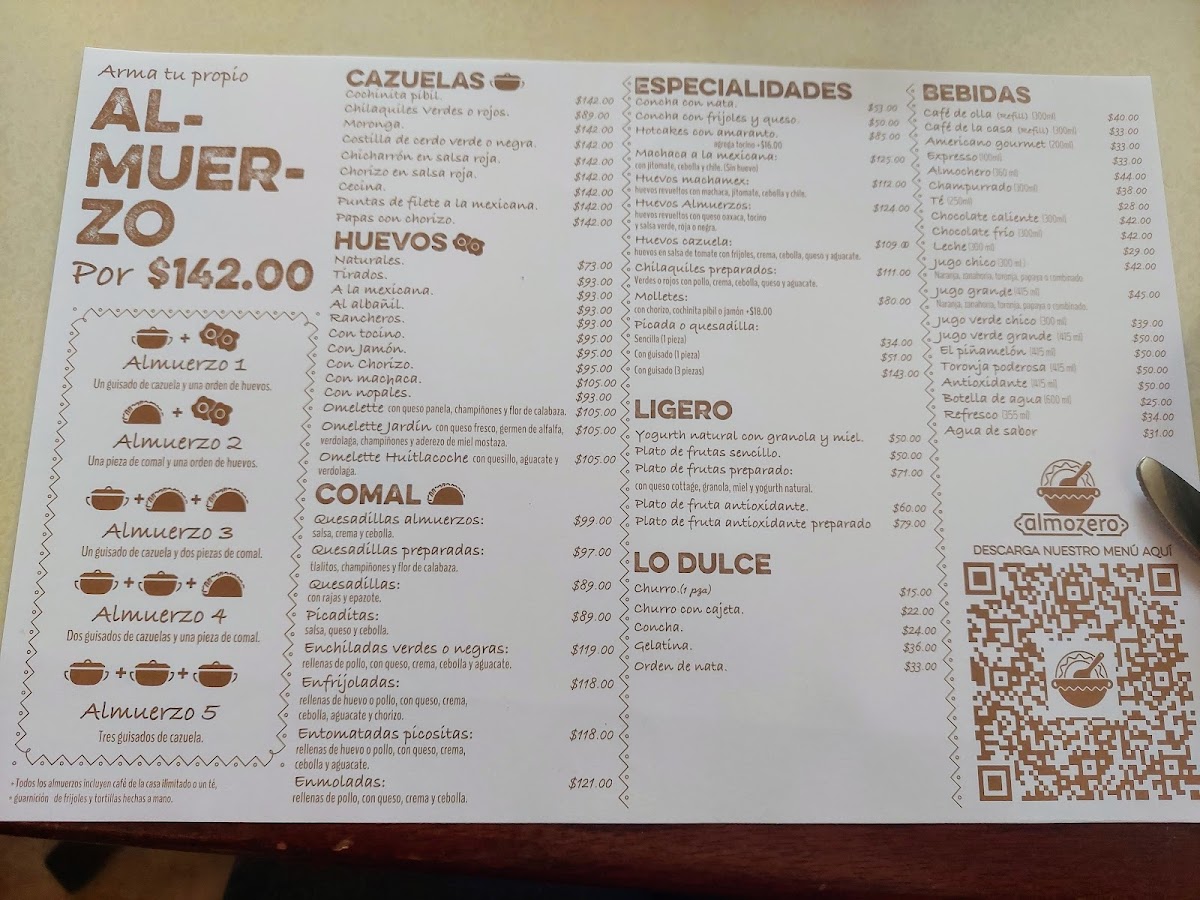 Arma tu propio
AL-
MUER-
ZO
Por $142.00
Almuerzo 1
Un guisado de cazuela y una orden de huevos.
Almuerzo 2
Una pieza de comal y una orden de huevos.
Almuerzo 3
Un guisado de cazuela y dos piezas de comal.
Almuerzo 4
Dos guisados de cazuelas y una pieza de comal.
Almuerzo 5
Tres guisados de cazuela.
+Todos los almuerzos incluyen café de la casa ilimitado o un té,
+ guarnición de frijoles y tortillas hechas a mano.
CAZUELAS
Cochinita pibil. $142.00
Chilaquiles verdes o rojos. $89.00
Moronga. $142.00
Costilla de cerdo verde o negra. $142.00
Chicharrón en salsa roja. $142.00
Chorizo en salsa roja. $142.00
Cecina. $142.00
Puntas de filete a la mexicana. $142.00
Papas con chorizo. $142.00
HUEVOS
Naturales. $73.00
Tirados. $93.00
A la mexicana. $93.00
Al albañil. $93.00
Rancheros. $93.00
Con tocino. $95.00
Con Jamón. $95.00
Con Chorizo. $95.00
Con machaca. $105.00
Con nopales. $93.00
Omelette con queso panela, champiñones y flor de calabaza. $105.00
Omelette Jardín con queso fresco, germen de alfalfa, $105.00
verdolaga, champiñones y aderezo de miel mostaza.
Omelette Huitlacoche con quesillo, aguacate y $105.00
verdolaga.
COMAL
Quesadillas almuerzos: $99.00
salsa, crema y cebolla.
Quesadillas preparadas: $97.00
tlalitos, champiñones y flor de calabaza.
Quesadillas: $89.00
con rajas y epazote.
Picaditas: $89.00
salsa, queso y cebolla.
Enchiladas verdes o negras: $119.00
rellenas de pollo, con queso, crema, cebolla y aguacate.
Enfrijoladas: $118.00
rellenas de huevo o pollo, con queso, crema,
cebolla, aguacate y chorizo.
Entomatadas picositas: $118.00
rellenas de huevo o pollo, con queso, crema,
cebolla y aguacate.
Enmoladas: $121.00
rellenas de pollo, con queso, crema y cebolla.
ESPECIALIDADES
Concha con nata. $53.00
Concha con frijoles y queso. $50.00
Hotcakes con amaranto. $85.00
agrega tocino +$16.00
Machaca a la mexicana: $125.00
con jitomate, cebolla y chile. (Sin huevo)
Huevos machamex: $112.00
huevos revueltos con machaca, jitomate, cebolla y chile.
Huevos Almuerzos: $124.00
huevos revueltos con queso oaxaca, tocino
y salsa verde, roja o negra.
Huevos cazuela: $109.00
huevos en salsa de tomate con frijoles, crema, cebolla, queso y aguacate.
Chilaquiles preparados: $111.00
Verdes o rojos con pollo, crema, cebolla, queso y aguacate.
Molletes: $80.00
con chorizo, cochinita pibil o jamón +$18.00
Picada o quesadilla:
Sencilla (1 pieza) $34.00
Con guisado (1 pieza) $51.00
Con guisado (3 piezas) $143.00
LIGERO
Yogurth natural con granola y miel. $50.00
Plato de frutas sencillo. $50.00
Plato de frutas preparado: $71.00
con queso cottage, granola, miel y yogurth natural.
Plato de fruta antioxidante. $60.00
Plato de fruta antioxidante preparado $79.00
LO DULCE
Churro.(1 pza) $15.00
Churro con cajeta. $22.00
Concha. $24.00
Gelatina. $36.00
Orden de nata. $33.00
BEBIDAS
Café de olla (refill) (300ml) $40.00
Café de la casa (refill) (300ml) $33.00
Americano gourmet (200ml) $33.00
Expresso (100ml) $33.00
Almochero (360 ml) $44.00
Champurrado (300ml) $38.00
Té (250ml) $28.00
Chocolate caliente (300ml) $42.00
Chocolate frío (300ml) $42.00
Leche (300 ml) $29.00
Jugo chico (300 ml) $42.00
Naranja, zanahoria, toronja, papaya o combinado
Jugo grande (415 ml) $45.00
Naranja, zanahoria, toronja, papaya o combinado.
Jugo verde chico (300 ml) $39.00
Jugo verde grande (415 ml) $50.00
El piñamelón (415 ml) $50.00
Toronja poderosa (415 ml) $50.00
Antioxidante (415 ml) $50.00
Botella de agua (600 ml) $25.00
Refresco (355 ml) $34.00
Agua de sabor $31.00
almozero
DESCARGA NUESTRO MENÚ AQUÍ